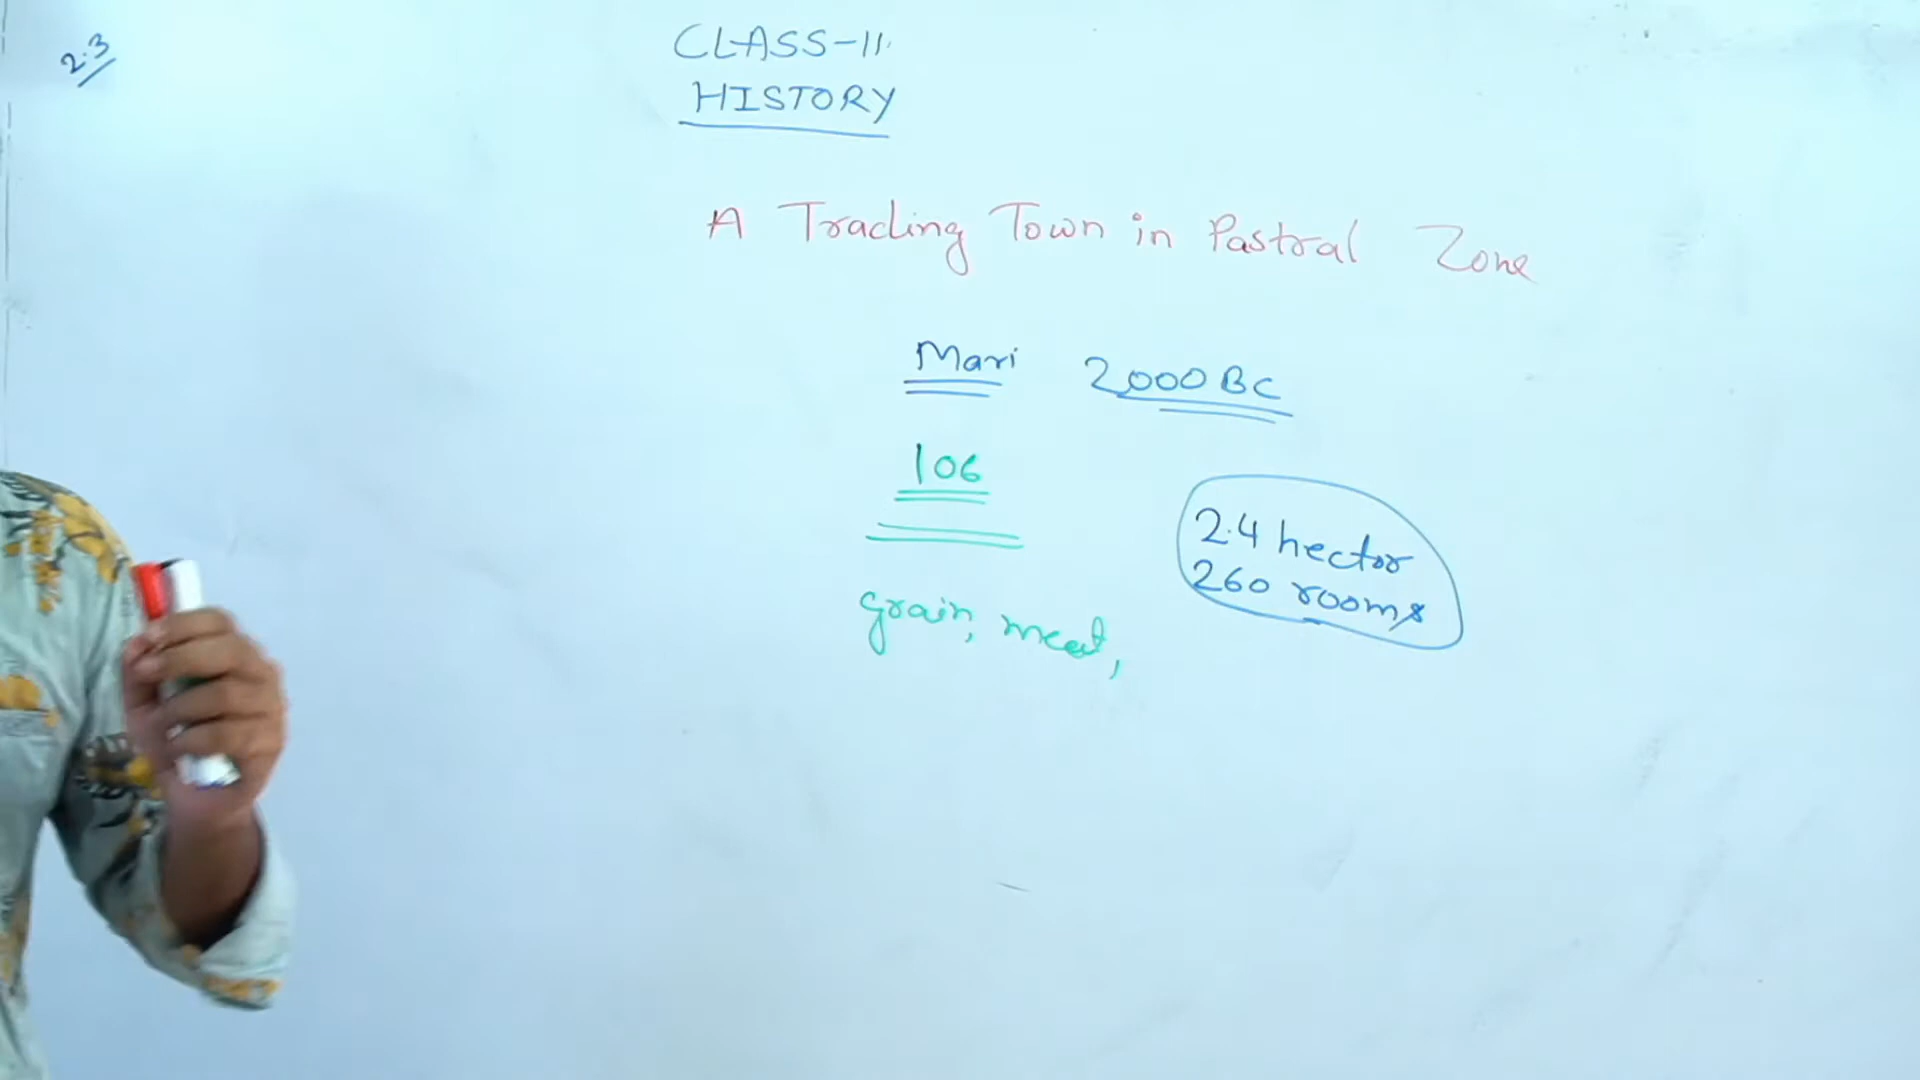 2.3
CLASS-11
HISTORY
A Trading Town in Pastral Zone
Mari 2000 BC
106
2.4 hector
260 rooms
grain, meat,